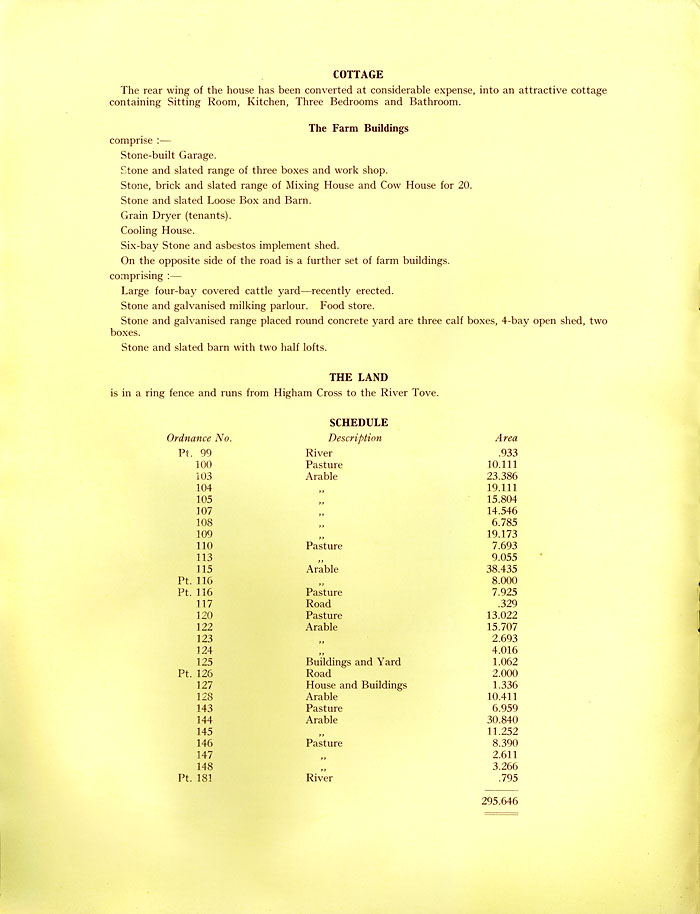 COTTAGE
The rear wing of the house has been converted at considerable expense, into an attractive cottage
containing Sitting Room, Kitchen, Three Bedrooms and Bathroom.
The Farm Buildings
comprise :—
Stone-built Garage.
Stone and slated range of three boxes and work shop.
Stone, brick and slated range of Mixing House and Cow House for 20.
Stone and slated Loose Box and Barn.
Grain Dryer (tenants).
Cooling House.
Six-bay Stone and asbestos implement shed.
On the opposite side of the road is a further set of farm buildings.
comprising :—
Large four-bay covered cattle yard—recently erected.
Stone and galvanised milking parlour. Food store.
Stone and galvanised range placed round concrete yard are three calf boxes, 4-bay open shed, two
boxes.
Stone and slated barn with two half lofts.
THE LAND
is in a ring fence and runs from Higham Cross to the River Tove.
SCHEDULE
Ordnance No. Description Area
Pt. 99 River .933
100 Pasture 10.111
103 Arable 23.386
104 ,, 19.111
105 ,, 15.804
107 ,, 14.546
108 ,, 6.785
109 ,, 19.173
110 Pasture 7.693
113 ,, 9.055
115 Arable 38.435
Pt. 116 ,, 8.000
Pt. 116 Pasture 7.925
117 Road .329
120 Pasture 13.022
122 Arable 15.707
123 ,, 2.693
124 ,, 4.016
125 Buildings and Yard 1.062
Pt. 126 Road 2.000
127 House and Buildings 1.336
128 Arable 10.411
143 Pasture 6.959
144 Arable 30.840
145 ,, 11.252
146 Pasture 8.390
147 ,, 2.611
148 ,, 3.266
Pt. 181 River .795
295.646